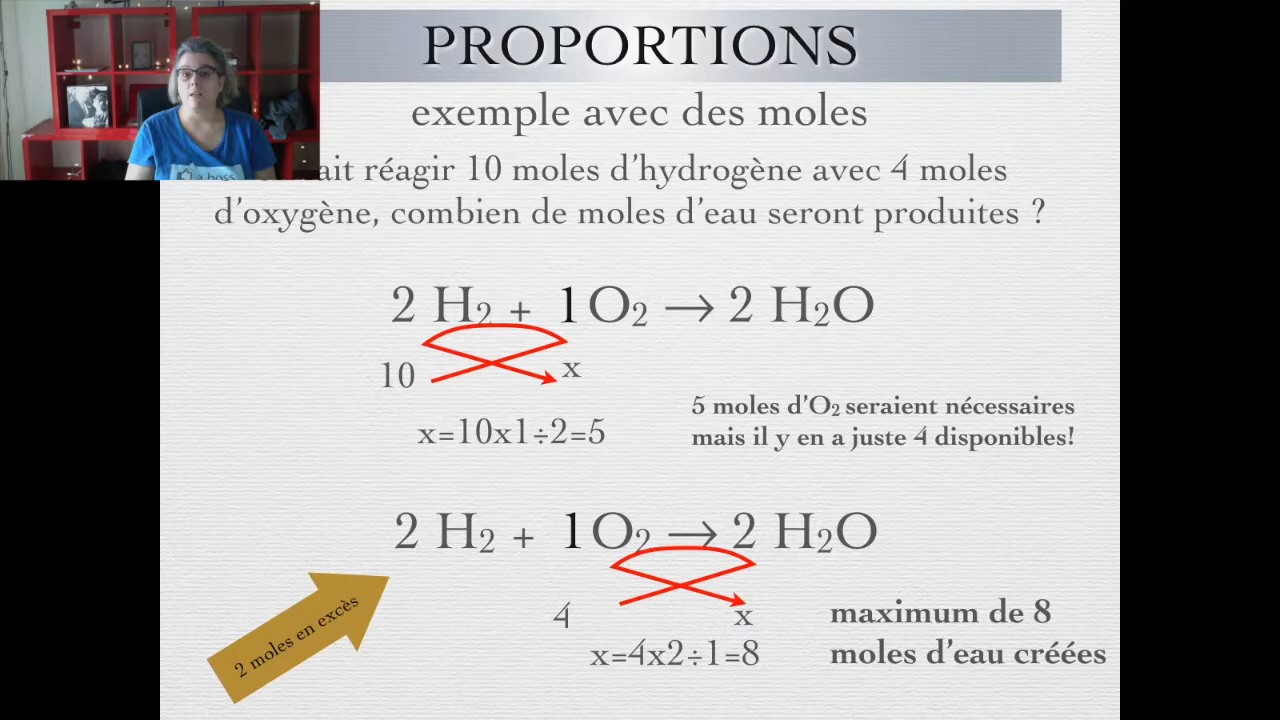 PROPORTIONS
exemple avec des moles
réagir 10 moles d'hydrogène avec 4 moles
d'oxygène, combien de moles d'eau seront produites ?
2 H₂ + 1 O₂ → 2 H₂O
10 x
x=10x1÷2=5
5 moles d'O₂ seraient nécessaires
mais il y en a juste 4 disponibles!
2 H₂ + 1 O₂ → 2 H₂O
4 x
x=4x2÷1=8
maximum de 8
moles d'eau créées
2 moles en excès
a boss